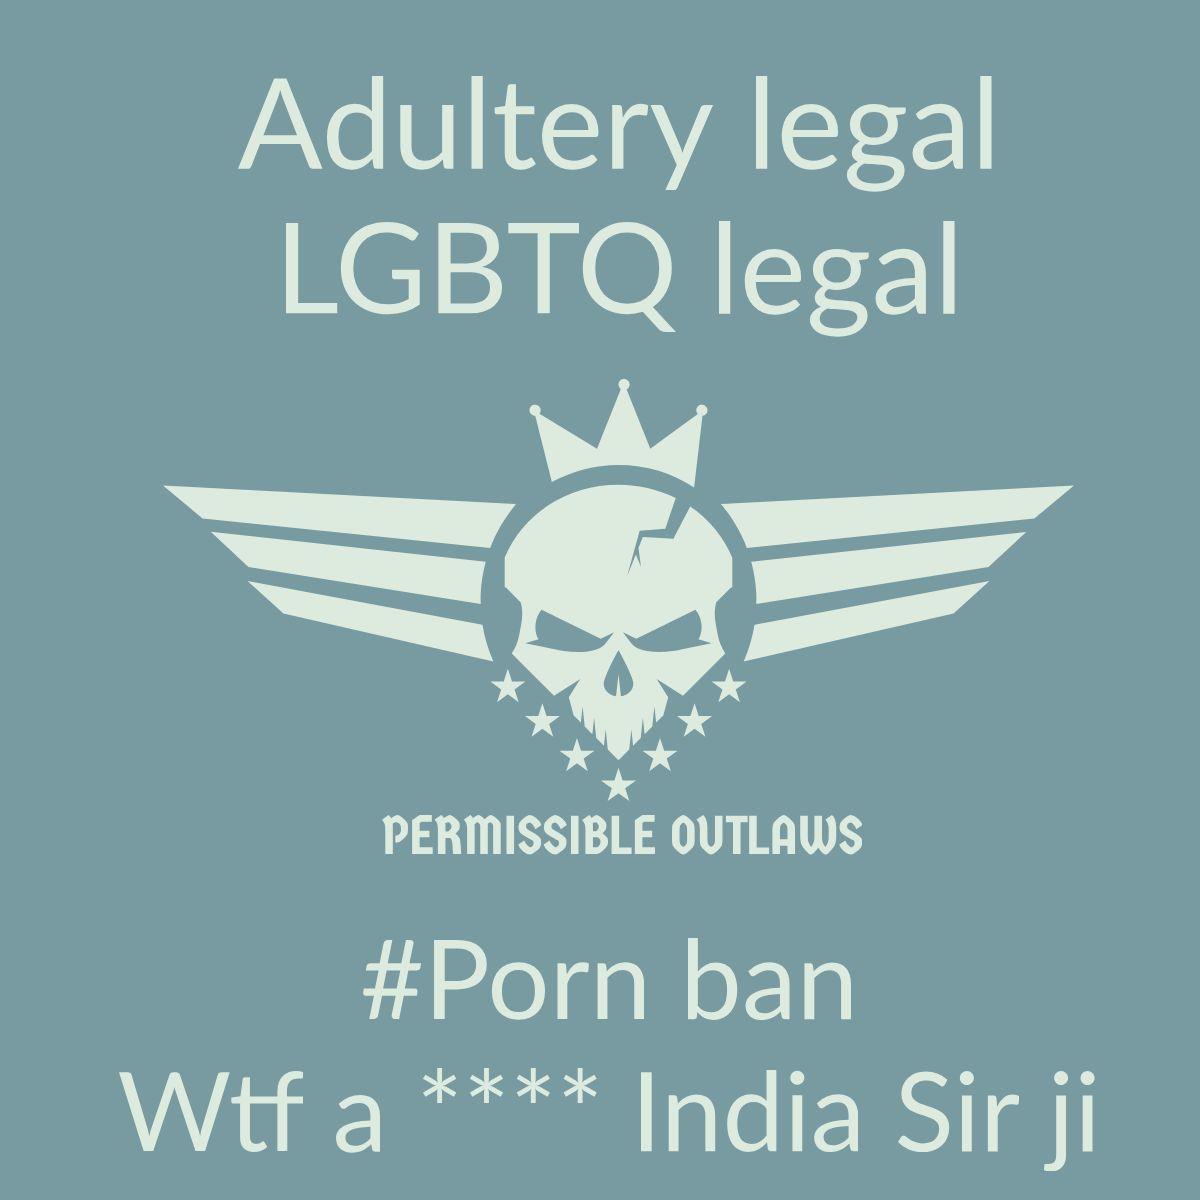 Adultery legal
LGBTQ legal
PERMISSIBLE OUTLAWS
#Porn ban
Wtf a **** India Sir ji